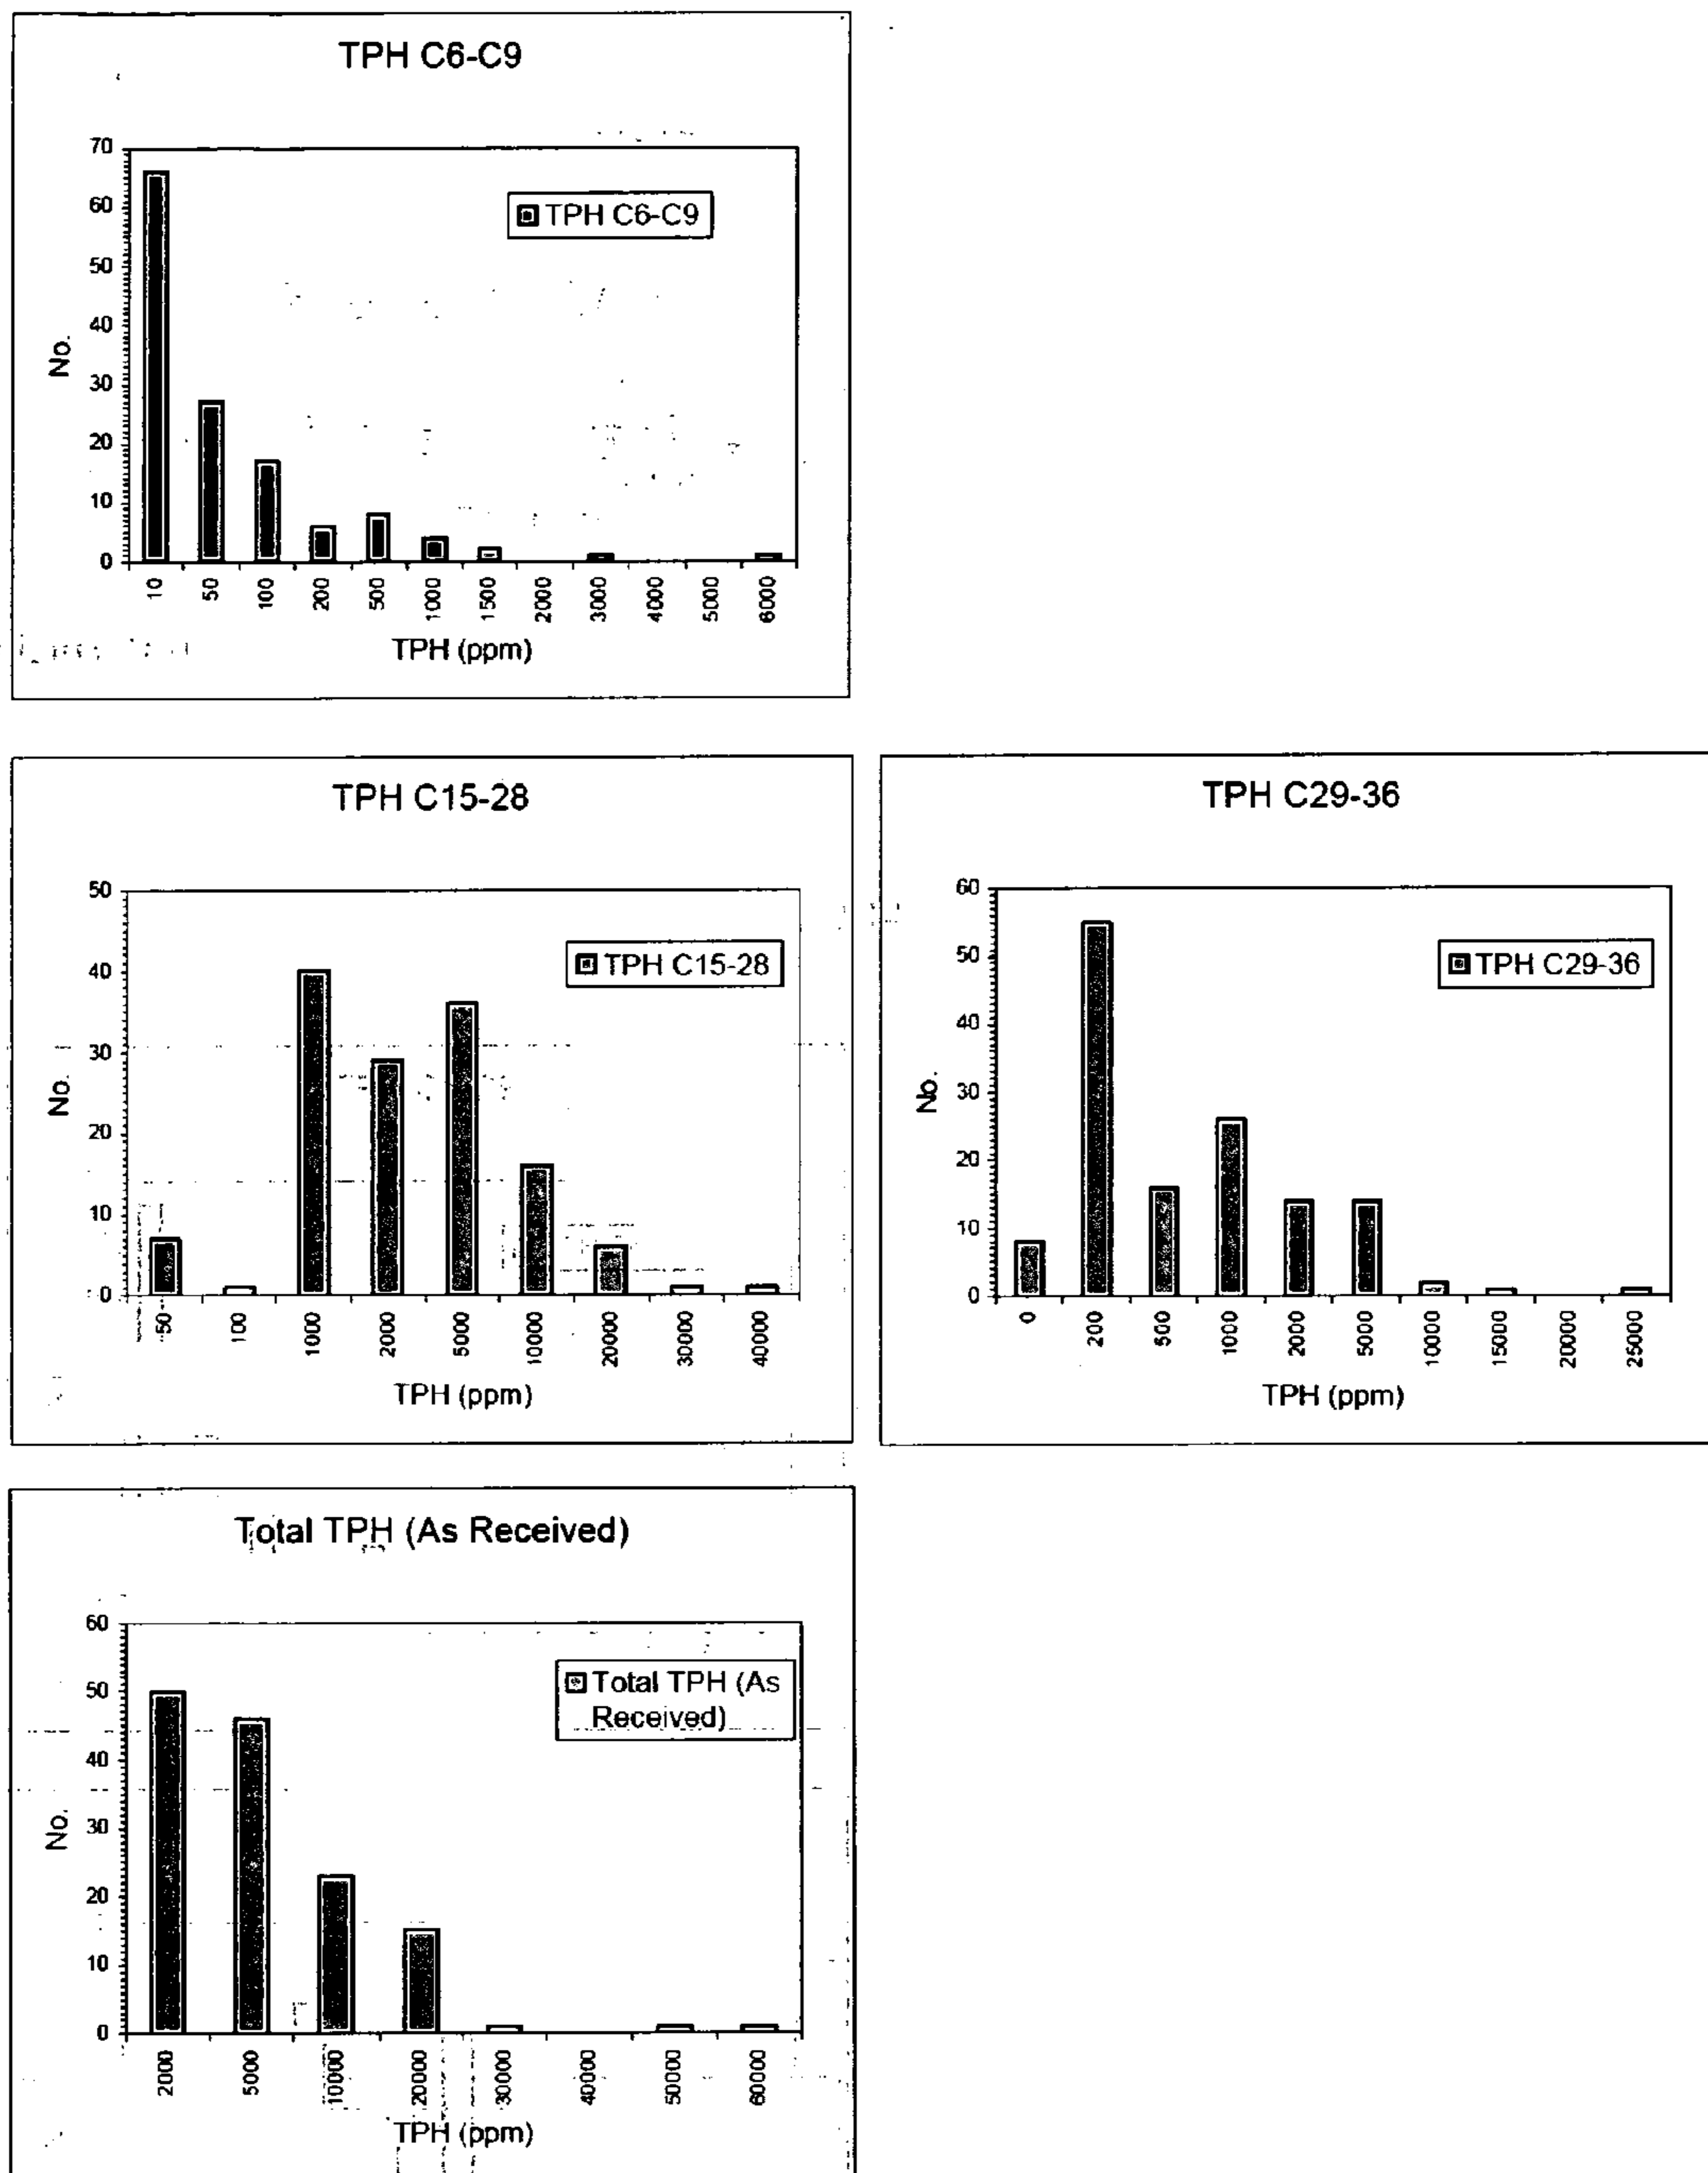 TPH C6-C9
70
60
50
40
30
20
10
0
No.
TPH C6-C9
10 50 100 200 500 1000 1500 2000 3000 4000 5000 6000
TPH (ppm)
TPH C15-28
50
40
30
20
10
0
No.
TPH C15-28
50 100 1000 2000 5000 10000 20000 30000 40000
TPH (ppm)
TPH C29-36
60
50
40
30
20
10
0
No.
TPH C29-36
0 200 500 1000 2000 5000 10000 15000 20000 25000
TPH (ppm)
Total TPH (As Received)
60
50
40
30
20
10
0
No.
Total TPH (As
Received)
2000 5000 10000 20000 30000 40000 50000 60000
TPH (ppm)